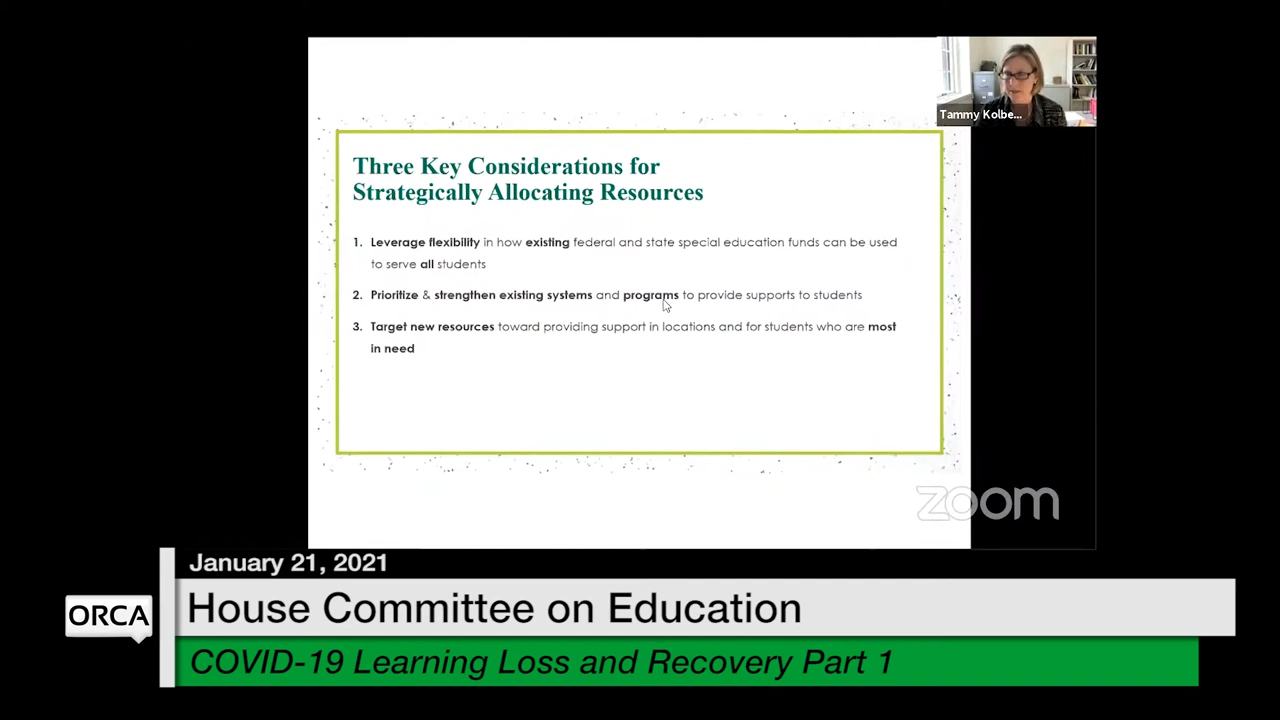 Tammy Kolbe...
Three Key Considerations for
Strategically Allocating Resources
1. Leverage flexibility in how existing federal and state special education funds can be used
to serve all students
2. Prioritize & strengthen existing systems and programs to provide supports to students
3. Target new resources toward providing support in locations and for students who are most
in need
zoom
January 21, 2021
ORCA
House Committee on Education
COVID-19 Learning Loss and Recovery Part 1